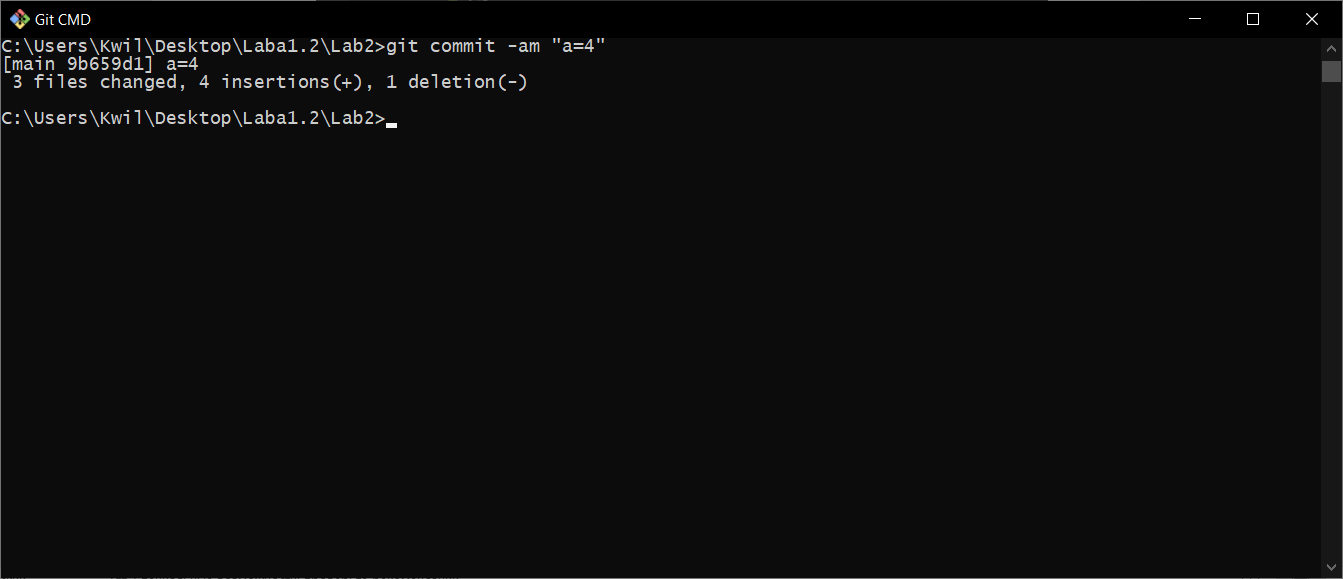 Git CMD
C:\Users\Kwil\Desktop\Laba1.2\Lab2>git commit -am "a=4"
[main 9b659d1] a=4
 3 files changed, 4 insertions(+), 1 deletion(-)
C:\Users\Kwil\Desktop\Laba1.2\Lab2>